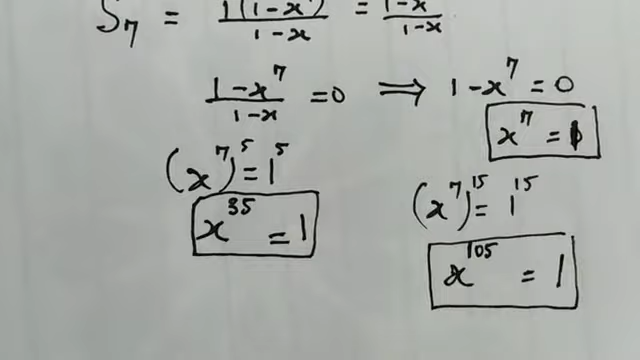 S₇ = 1(1-x⁷)/1-x = 1-x⁷/1-x
1-x⁷/1-x = 0 ⟹ 1-x⁷ = 0
x⁷ = 1
(x⁷)⁵ = 1⁵
x³⁵ = 1
(x⁷)¹⁵ = 1¹⁵
x¹⁰⁵ = 1